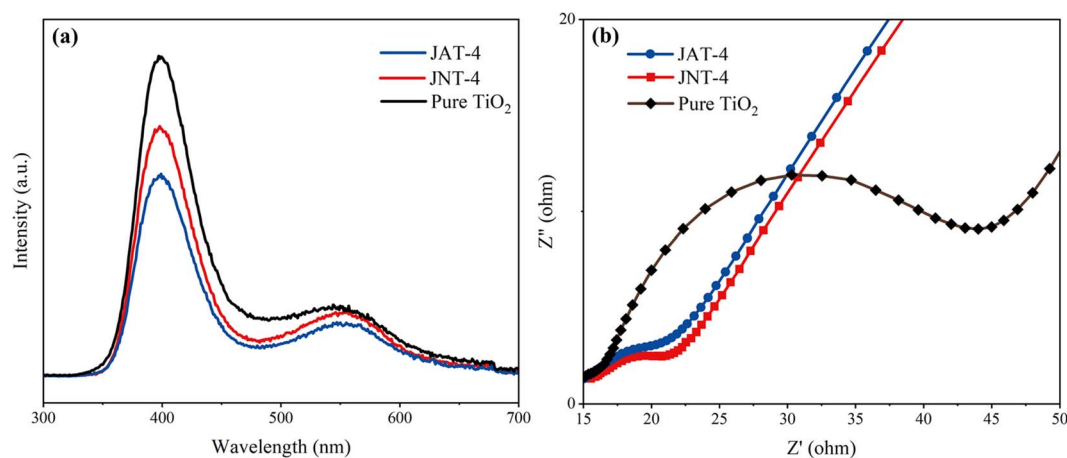 (a)
JAT-4
JNT-4
Pure TiO₂
Intensity (a.u.)
300
400
500
600
700
Wavelength (nm)
(b)
JAT-4
JNT-4
Pure TiO₂
20
0
Z" (ohm)
15
20
25
30
35
40
45
50
Z' (ohm)